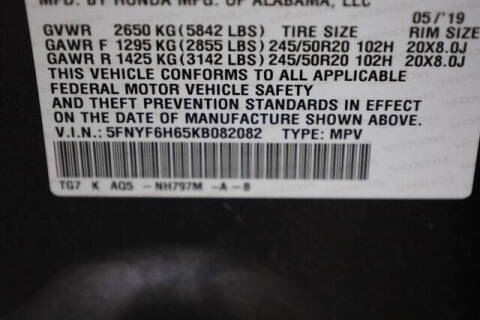 MFD. BY HONDA MFG. OF ALABAMA, LLC
05/'19
GVWR 2650 KG (5842 LBS) TIRE SIZE RIM SIZE
GAWR F 1295 KG (2855 LBS) 245/50R20 102H 20X8.0J
GAWR R 1425 KG (3142 LBS) 245/50R20 102H 20X8.0J
THIS VEHICLE CONFORMS TO ALL APPLICABLE
FEDERAL MOTOR VEHICLE SAFETY
AND THEFT PREVENTION STANDARDS IN EFFECT
ON THE DATE OF MANUFACTURE SHOWN ABOVE.
V.I.N.: 5FNYF6H65KB082082 TYPE: MPV
TG7 K AQ5 -NH797M -A -B